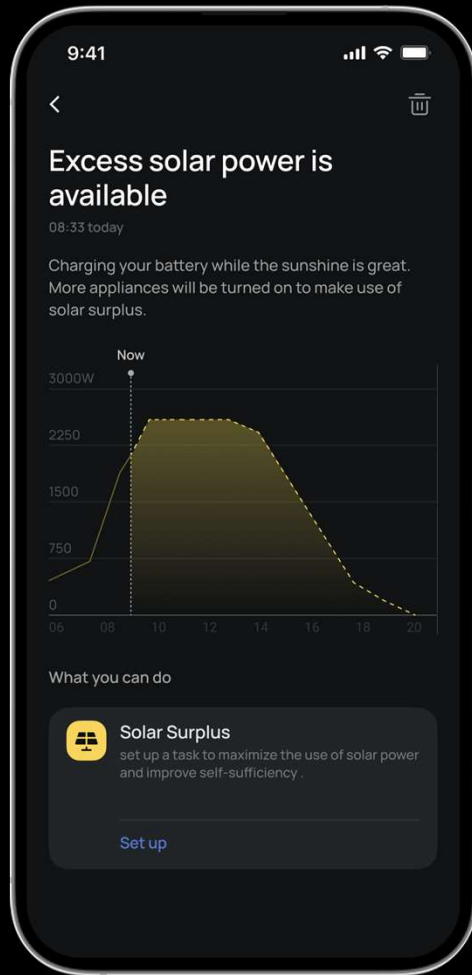 9:41
Excess solar power is
available
08:33 today
Charging your battery while the sunshine is great.
More appliances will be turned on to make use of
solar surplus.
Now
3000W
2250
1500
750
0
06 08 10 12 14 16 18 20
What you can do
Solar Surplus
set up a task to maximize the use of solar power
and improve self-sufficiency .
Set up